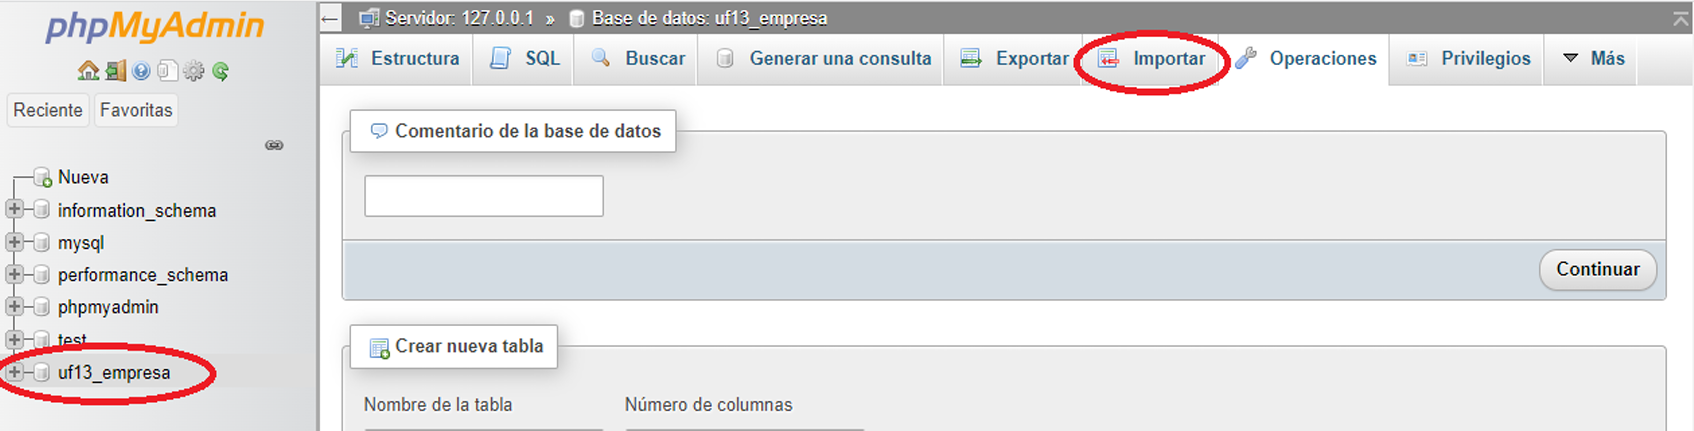 phpMyAdmin
Reciente Favoritas
Nueva
information_schema
mysql
performance_schema
phpmyadmin
test
uf13_empresa
Servidor: 127.0.0.1 » Base de datos: uf13_empresa
Estructura SQL Buscar Generar una consulta Exportar Importar Operaciones Privilegios Más
Comentario de la base de datos
Continuar
Crear nueva tabla
Nombre de la tabla Número de columnas